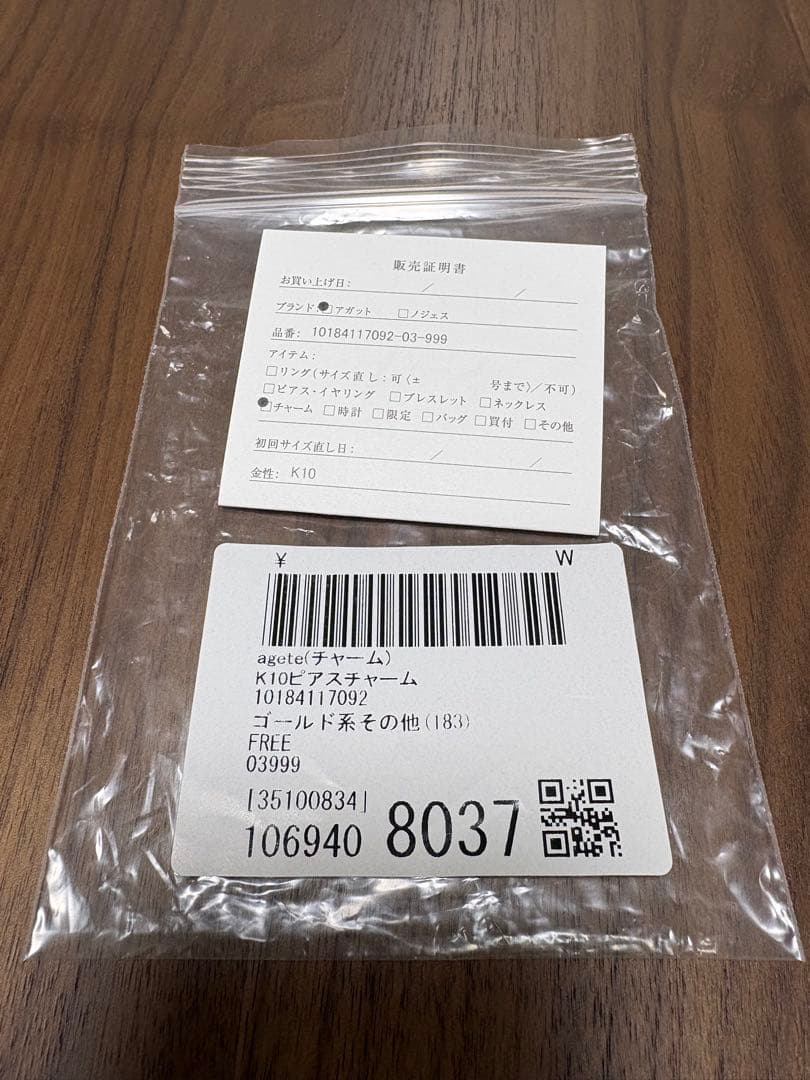 販売証明書
お買い上げ日: / /
ブランド: □アガット □ノジェス
品番: 10184117092-03-999
アイテム:
□リング(サイズ直し:可〈± 号まで〉/不可)
□ピアス・イヤリング □ブレスレット □ネックレス
□チャーム □時計 □限定 □バッグ □買付 □その他
初回サイズ直し日: / /
金性: K10
¥ W
agete(チャーム)
K10ピアスチャーム
10184117092
ゴールド系その他(183)
FREE
03999
[35100834]
106940 8037